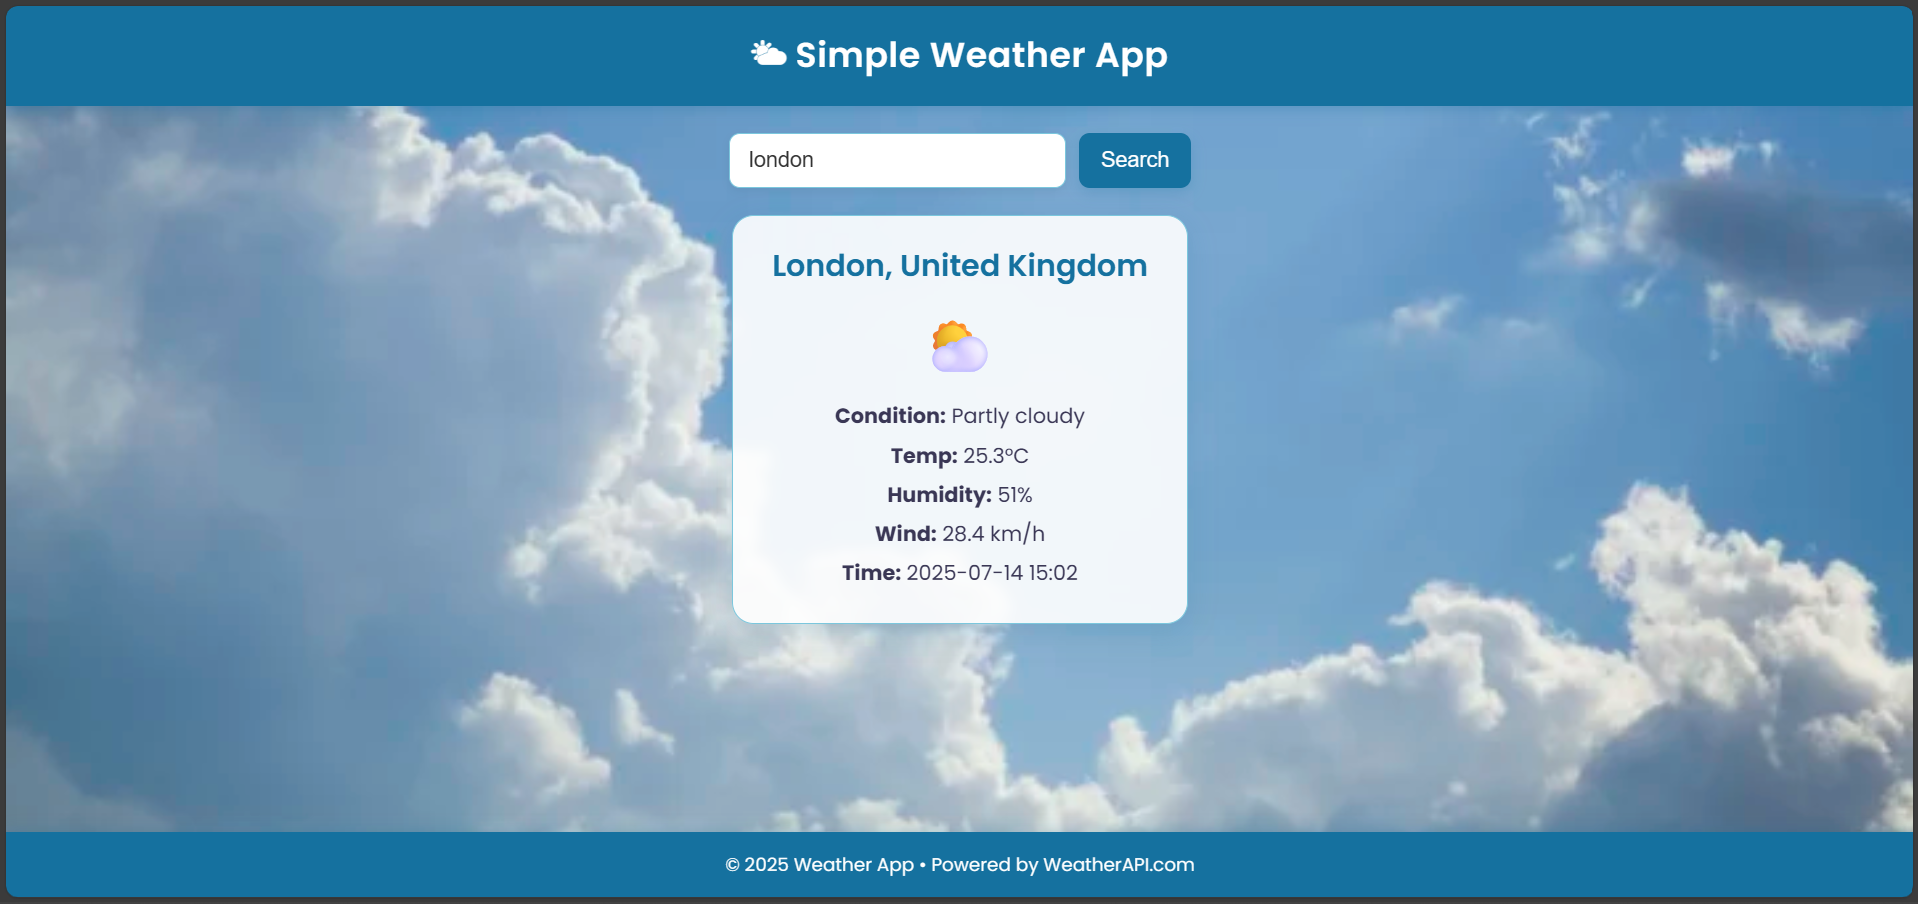 Simple Weather App
london
Search
London, United Kingdom
Condition: Partly cloudy
Temp: 25.3°C
Humidity: 51%
Wind: 28.4 km/h
Time: 2025-07-14 15:02
© 2025 Weather App • Powered by WeatherAPI.com